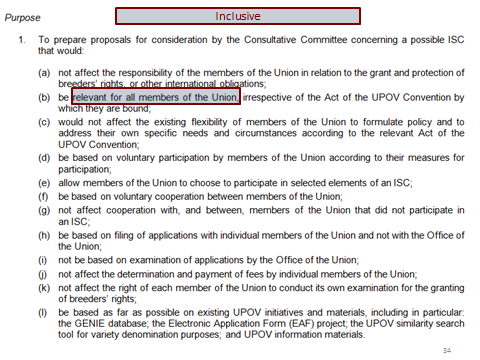 Purpose
Inclusive
1. To prepare proposals for consideration by the Consultative Committee concerning a possible ISC
that would:
(a) not affect the responsibility of the members of the Union in relation to the grant and protection of
breeders' rights, or other international obligations;
(b) be relevant for all members of the Union, irrespective of the Act of the UPOV Convention by
which they are bound;
(c) would not affect the existing flexibility of members of the Union to formulate policy and to
address their own specific needs and circumstances according to the relevant Act of the
UPOV Convention;
(d) be based on voluntary participation by members of the Union according to their measures for
participation;
(e) allow members of the Union to choose to participate in selected elements of an ISC;
(f) be based on voluntary cooperation between members of the Union;
(g) not affect cooperation with, and between, members of the Union that did not participate in
an ISC;
(h) be based on filing of applications with individual members of the Union and not with the Office of
the Union;
(i) not be based on examination of applications by the Office of the Union;
(j) not affect the determination and payment of fees by individual members of the Union;
(k) not affect the right of each member of the Union to conduct its own examination for the granting
of breeders' rights;
(l) be based as far as possible on existing UPOV initiatives and materials, including in particular:
the GENIE database; the Electronic Application Form (EAF) project; the UPOV similarity search
tool for variety denomination purposes; and UPOV information materials.
34